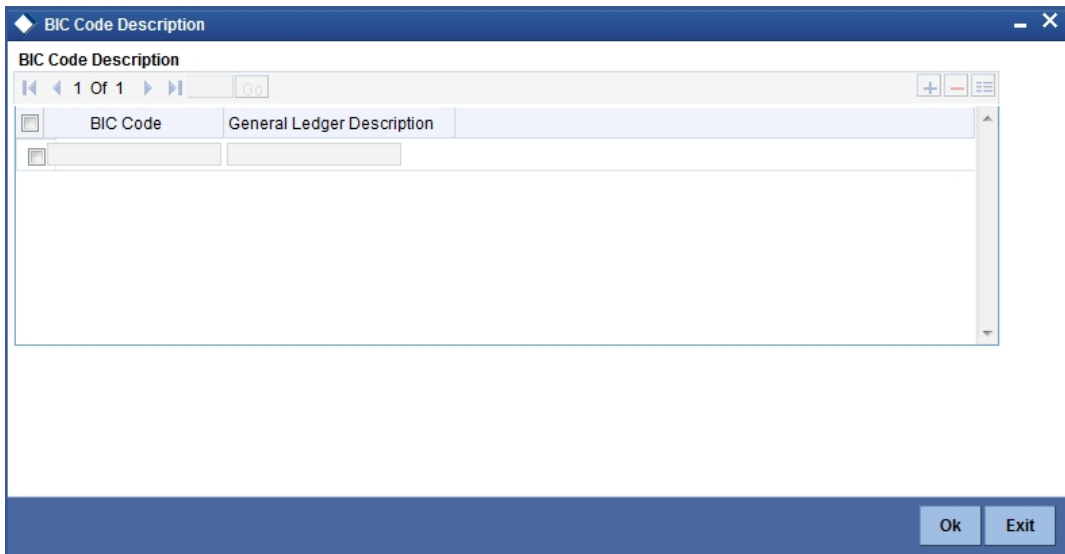 BIC Code Description
BIC Code Description
1 Of 1 Go
BIC Code General Ledger Description
Ok Exit